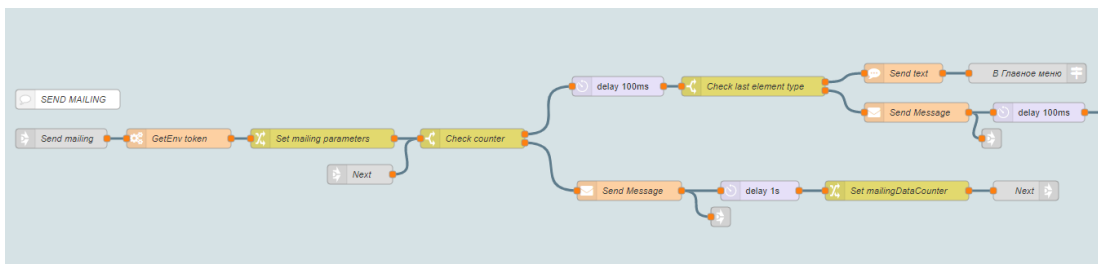 Send text
В Главное меню
delay 100ms
Check last element type
SEND MAILING
Send Message
delay 100ms
Send mailing
GetEnv token
Set mailing parameters
Check counter
Next
Send Message
delay 1s
Set mailingDataCounter
Next